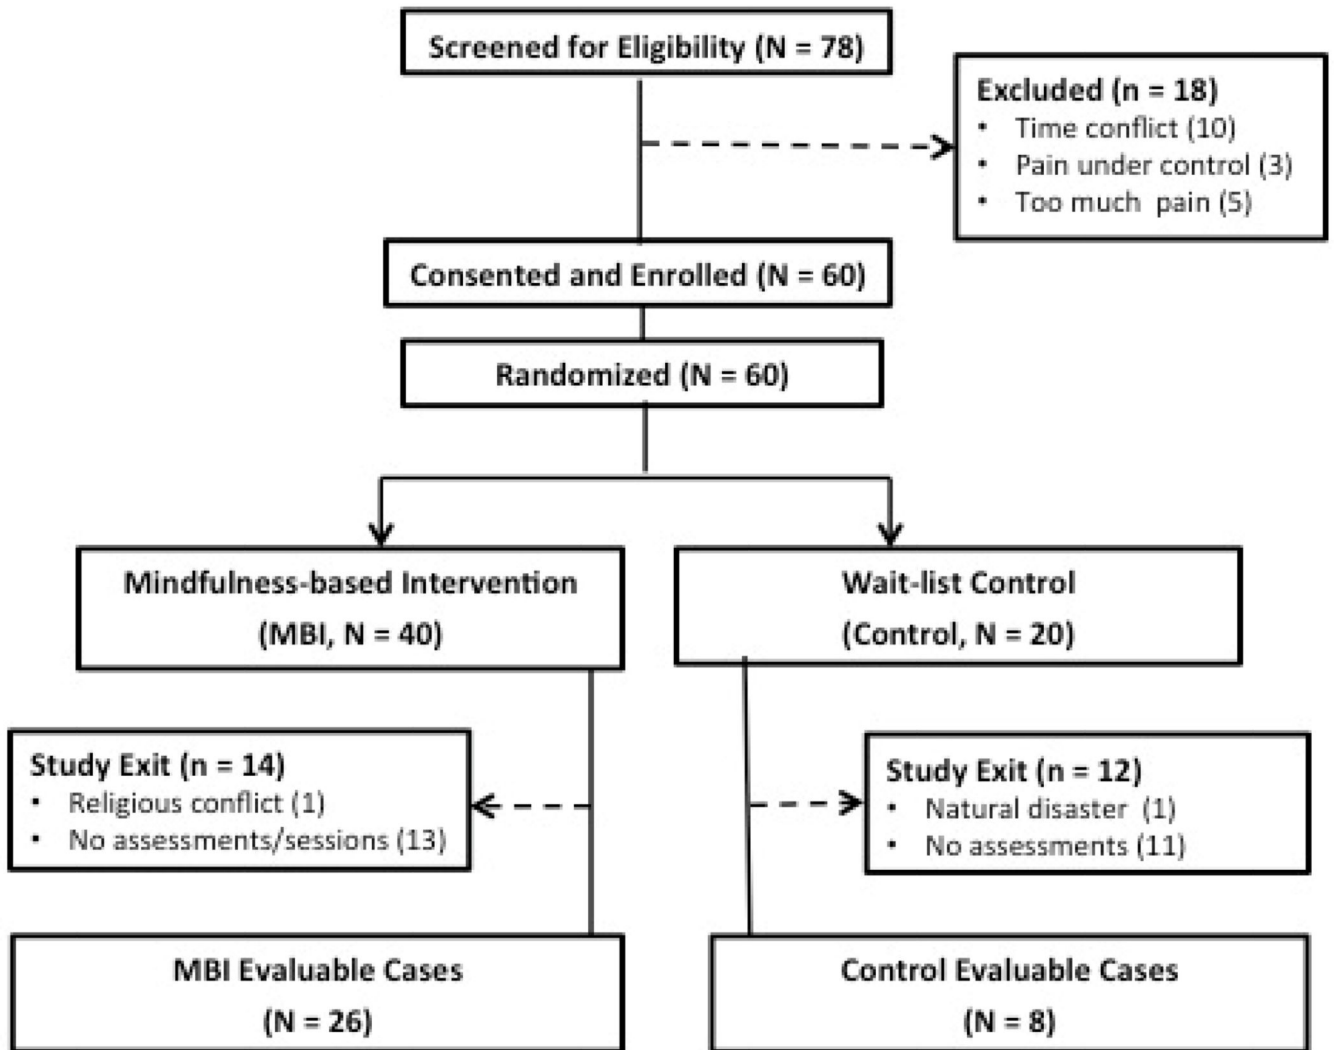 Screened for Eligibility (N = 78)
Excluded (n = 18)
• Time conflict (10)
• Pain under control (3)
• Too much pain (5)
Consented and Enrolled (N = 60)
Randomized (N = 60)
Mindfulness-based Intervention
(MBI, N = 40)
Wait-list Control
(Control, N = 20)
Study Exit (n = 14)
• Religious conflict (1)
• No assessments/sessions (13)
Study Exit (n = 12)
• Natural disaster (1)
• No assessments (11)
MBI Evaluable Cases
(N = 26)
Control Evaluable Cases
(N = 8)